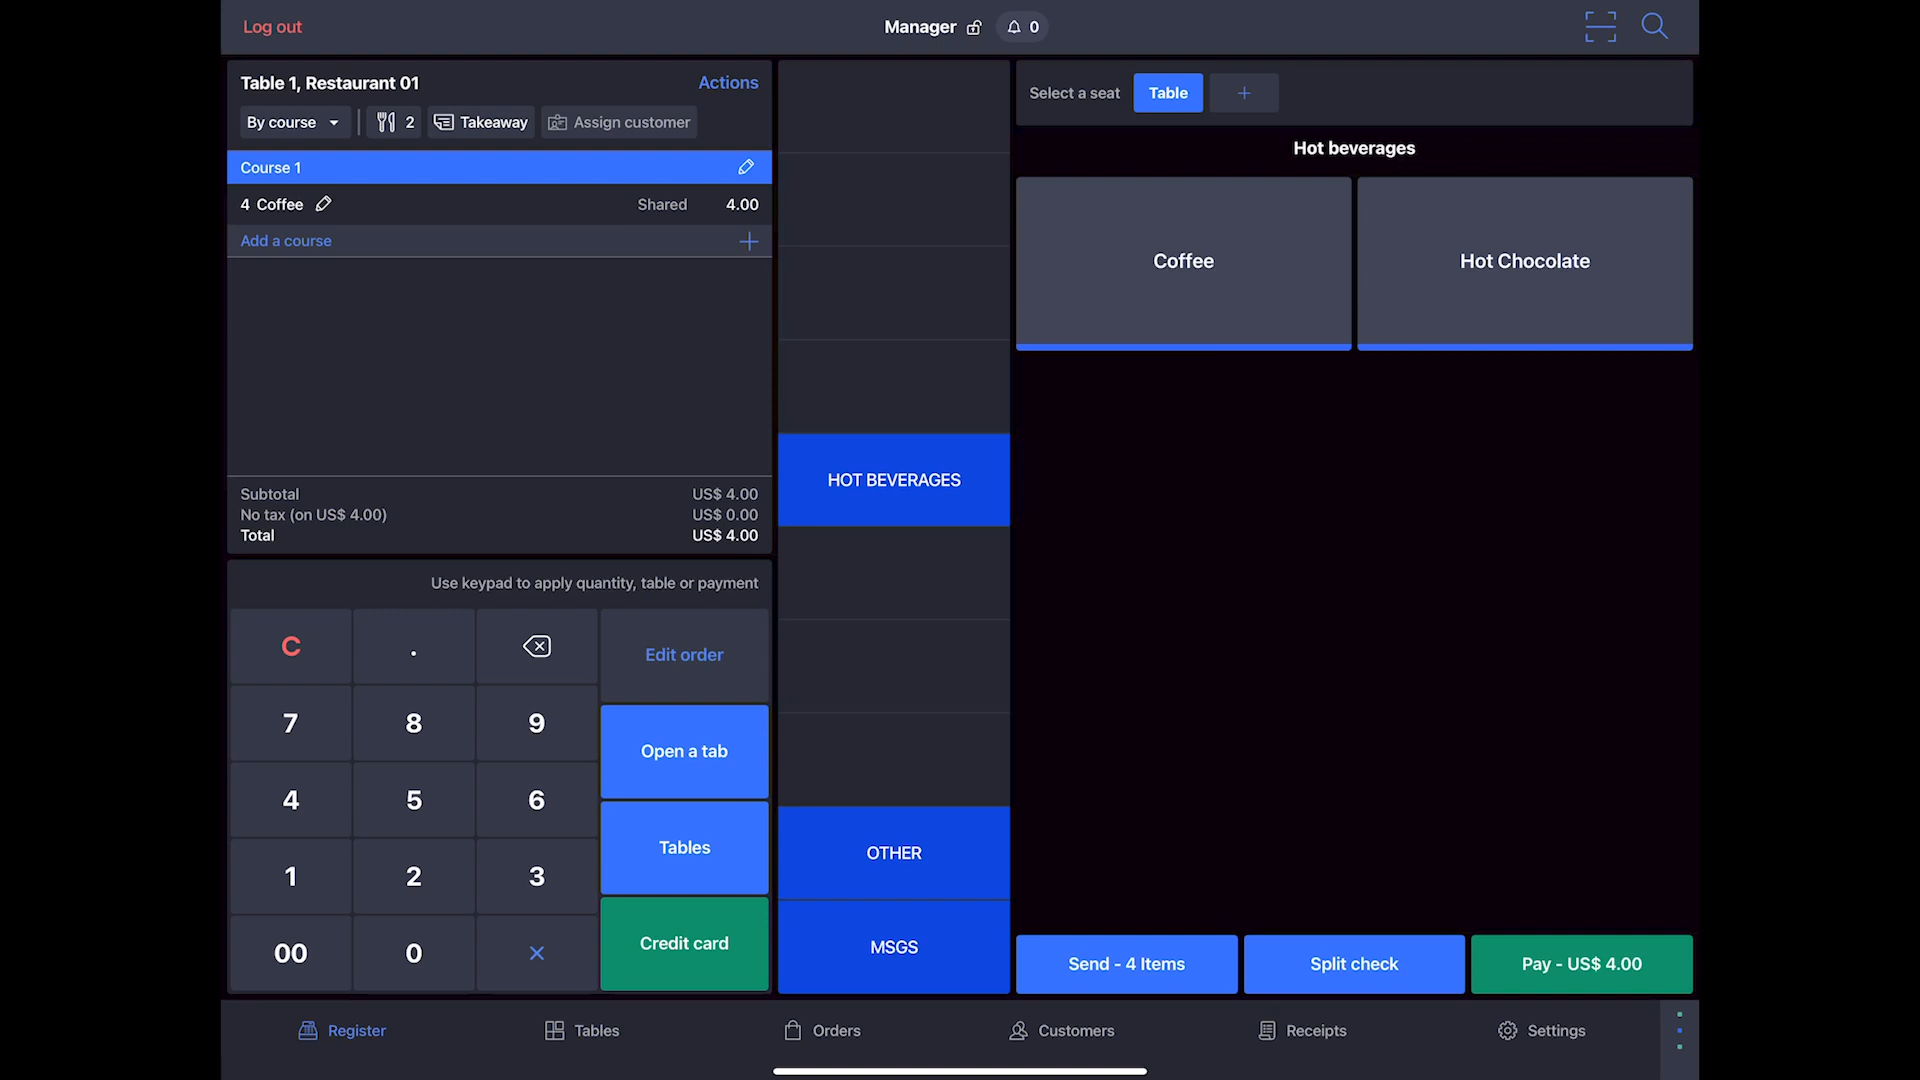 Log out
Manager
0
Table 1, Restaurant 01
Actions
By course
2
Takeaway
Assign customer
Course 1
4 Coffee
Shared
4.00
Add a course
Subtotal
US$ 4.00
No tax (on US$ 4.00)
US$ 0.00
Total
US$ 4.00
Use keypad to apply quantity, table or payment
C
.
Edit order
7
8
9
Open a tab
4
5
6
Tables
1
2
3
Credit card
00
0
×
HOT BEVERAGES
OTHER
MSGS
Select a seat
Table
+
Hot beverages
Coffee
Hot Chocolate
Send - 4 Items
Split check
Pay - US$ 4.00
Register
Tables
Orders
Customers
Receipts
Settings